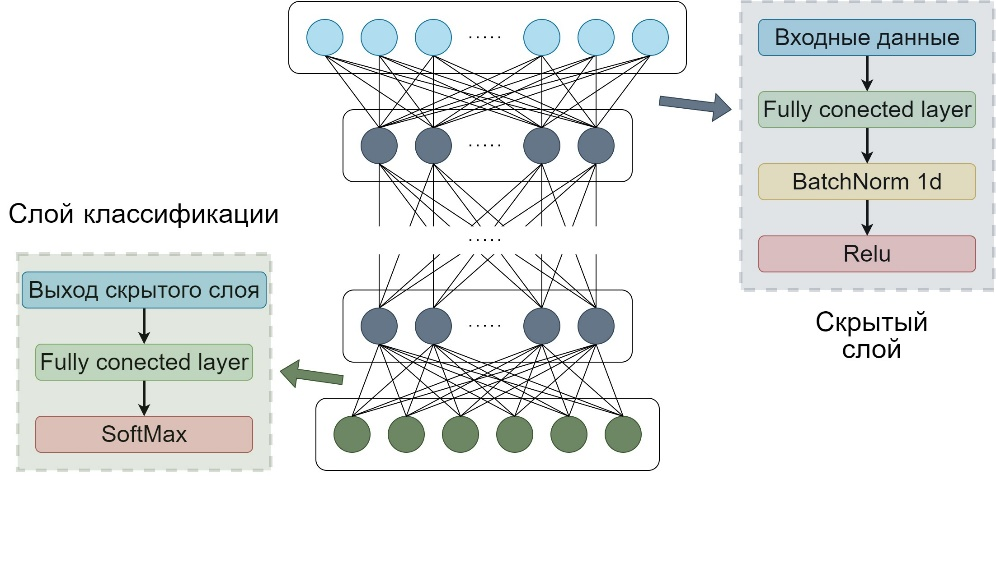 Входные данные
Fully conected layer
BatchNorm 1d
Relu
Скрытый
слой
Слой классификации
Выход скрытого слоя
Fully conected layer
SoftMax